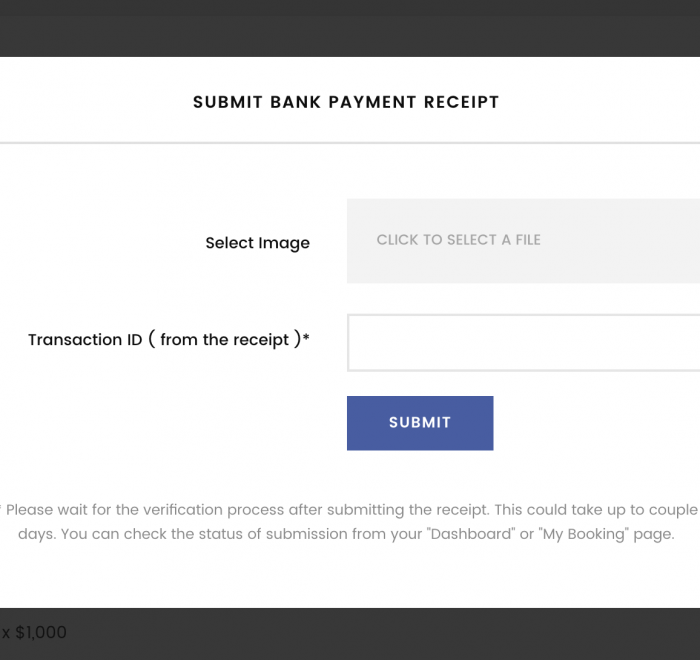 SUBMIT BANK PAYMENT RECEIPT
Select Image
CLICK TO SELECT A FILE
Transaction ID ( from the receipt )*
SUBMIT
* Please wait for the verification process after submitting the receipt. This could take up to couple
days. You can check the status of submission from your "Dashboard" or "My Booking" page.
x $1,000